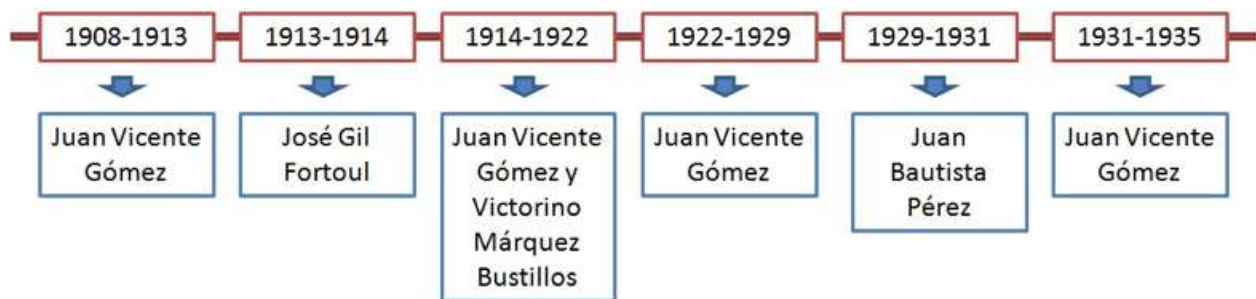 1908-1913
1913-1914
1914-1922
1922-1929
1929-1931
1931-1935
Juan Vicente
Gómez
José Gil
Fortoul
Juan Vicente
Gómez y
Victorino
Márquez
Bustillos
Juan Vicente
Gómez
Juan
Bautista
Pérez
Juan Vicente
Gómez